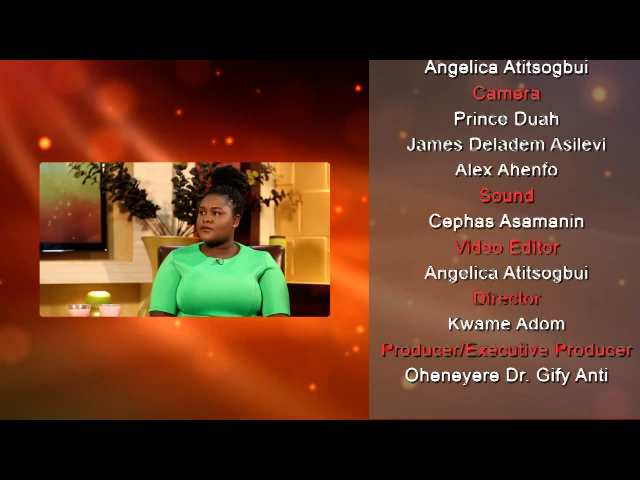 Angelica Atitsogbui
Camera
Prince Duah
James Deladem Asilevi
Alex Ahenfo
Sound
Cephas Asamanin
Video Editor
Angelica Atitsogbui
Director
Kwame Adom
Producer/Executive Producer
Oheneyere Dr. Gify Anti